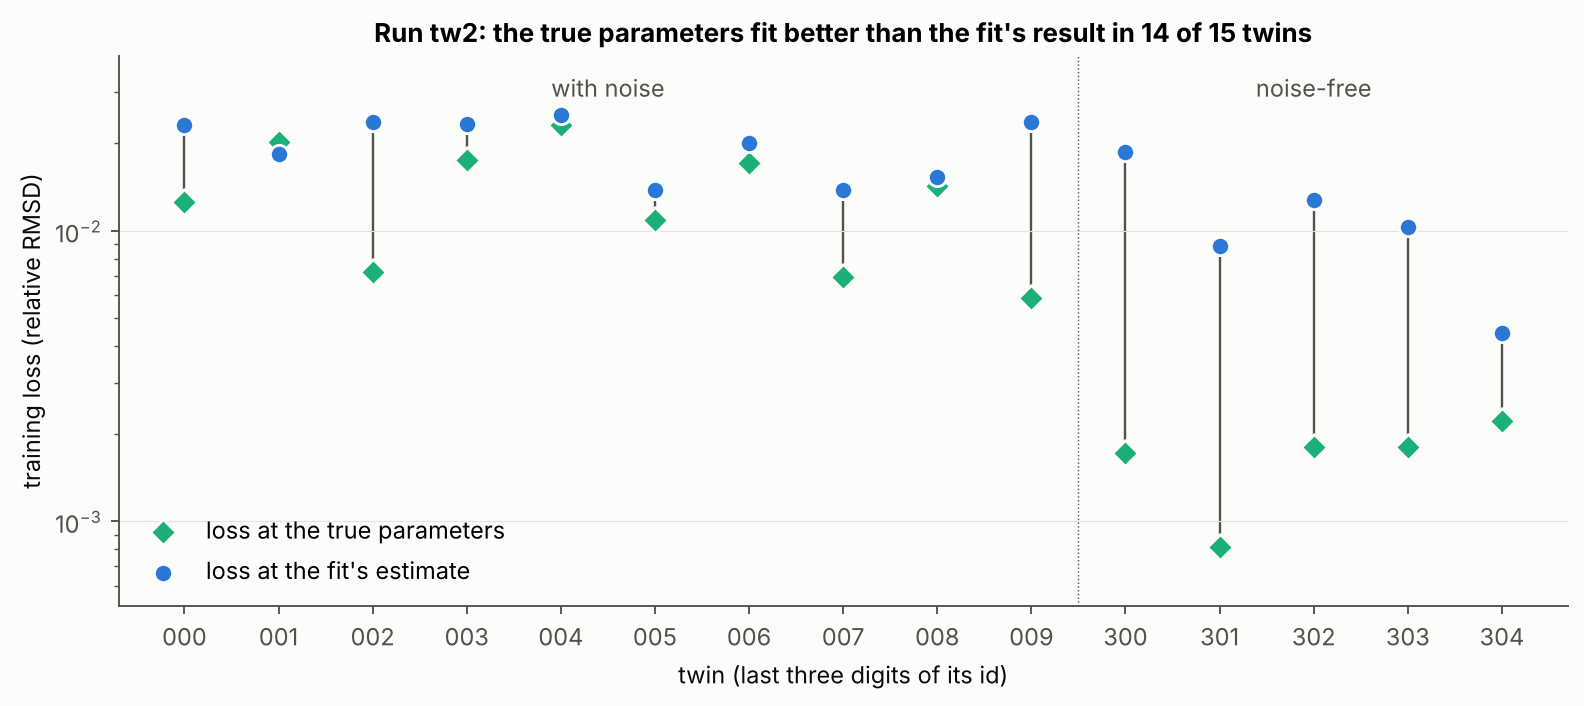 Run tw2: the true parameters fit better than the fit's result in 14 of 15 twins
with noise
noise-free
training loss (relative RMSD)
10⁻²
10⁻³
loss at the true parameters
loss at the fit's estimate
000 001 002 003 004 005 006 007 008 009 300 301 302 303 304
twin (last three digits of its id)